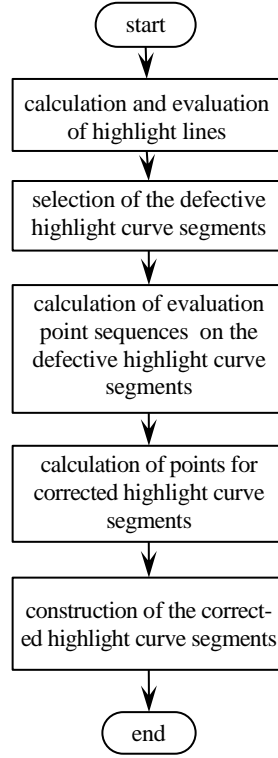 start
calculation and evaluation
of highlight lines
selection of the defective
highlight curve segments
calculation of evaluation
point sequences on the
defective highlight curve
segments
calculation of points for
corrected highlight curve
segments
construction of the correct-
ed highlight curve segments
end